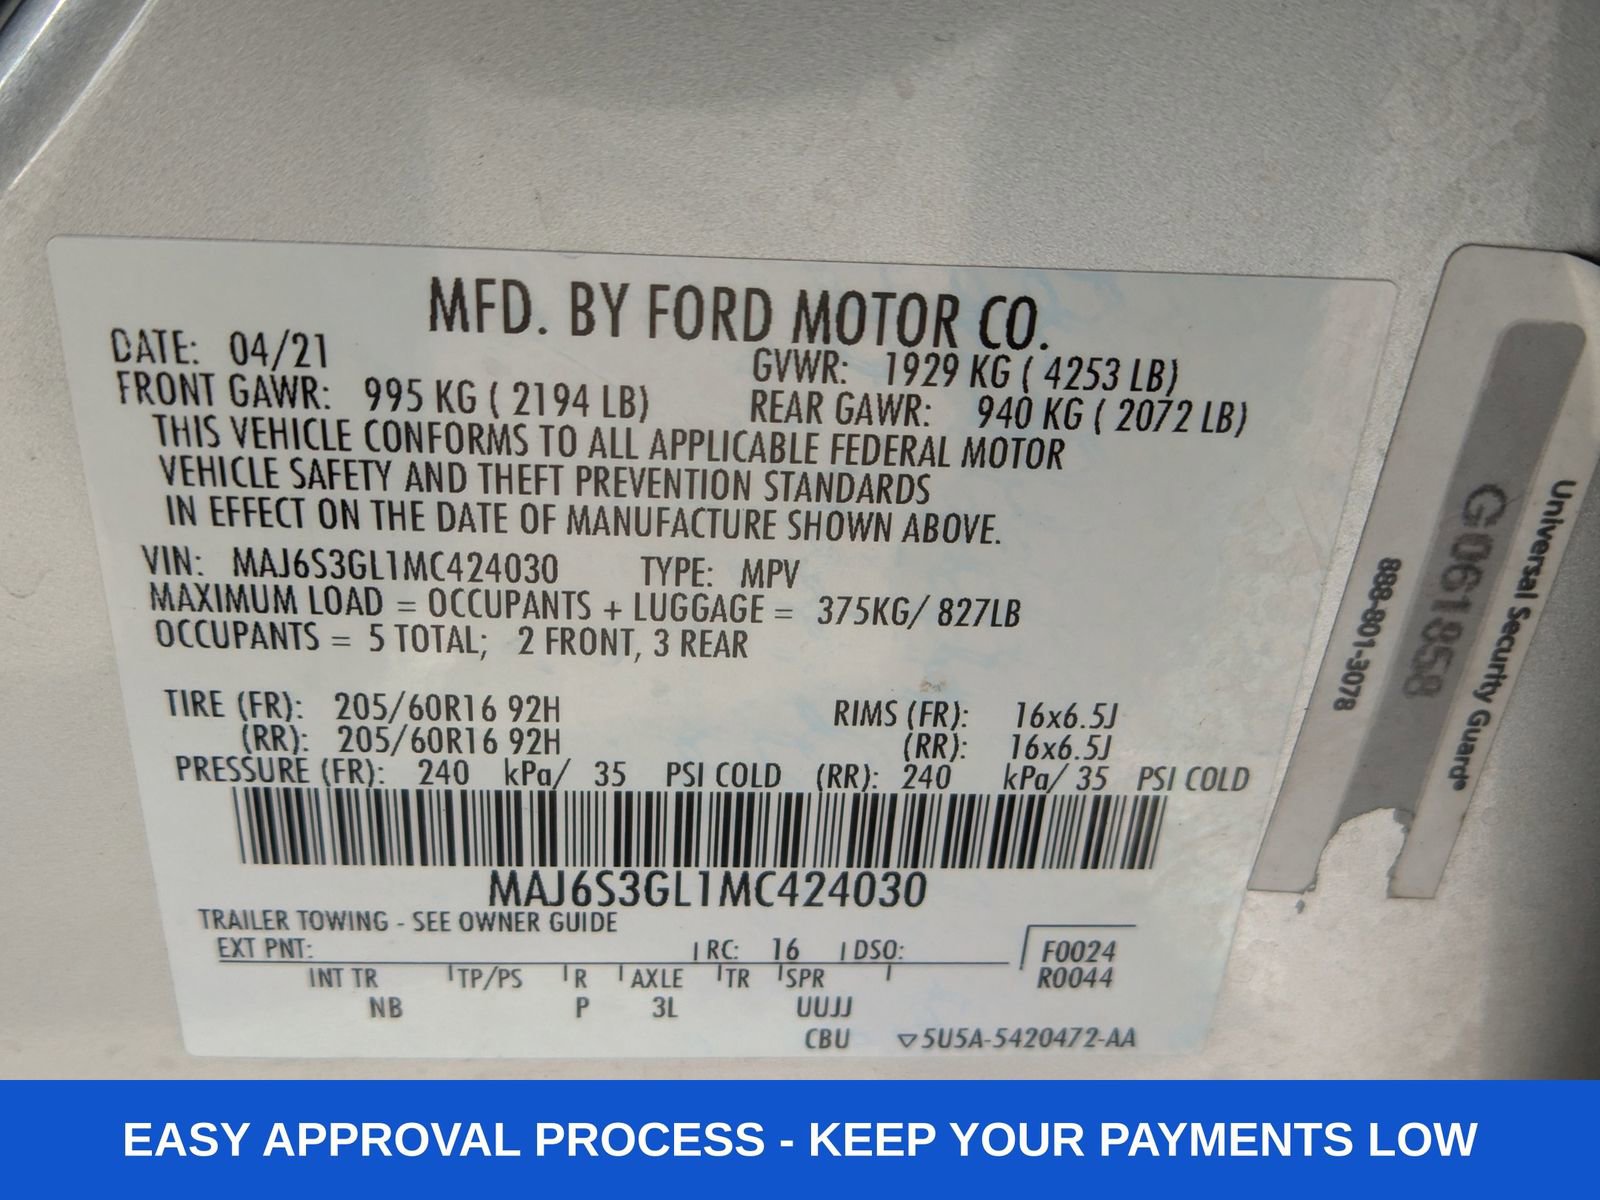 MFD. BY FORD MOTOR CO.
DATE: 04/21 GVWR: 1929 KG ( 4253 LB)
FRONT GAWR: 995 KG ( 2194 LB) REAR GAWR: 940 KG ( 2072 LB)
THIS VEHICLE CONFORMS TO ALL APPLICABLE FEDERAL MOTOR
VEHICLE SAFETY AND THEFT PREVENTION STANDARDS
IN EFFECT ON THE DATE OF MANUFACTURE SHOWN ABOVE.
VIN: MAJ6S3GL1MC424030 TYPE: MPV
MAXIMUM LOAD = OCCUPANTS + LUGGAGE = 375KG/ 827LB
OCCUPANTS = 5 TOTAL; 2 FRONT, 3 REAR
TIRE (FR): 205/60R16 92H RIMS (FR): 16x6.5J
(RR): 205/60R16 92H (RR): 16x6.5J
PRESSURE (FR): 240 kPa/ 35 PSI COLD (RR): 240 kPa/ 35 PSI COLD
MAJ6S3GL1MC424030
TRAILER TOWING - SEE OWNER GUIDE
EXT PNT: RC: 16 DSO: F0024
INT TR TP/PS R AXLE TR SPR R0044
NB P 3L UUJJ
CBU ▽5U5A-5420472-AA
Universal Security Guard®
G061858
888-801-3078
EASY APPROVAL PROCESS - KEEP YOUR PAYMENTS LOW